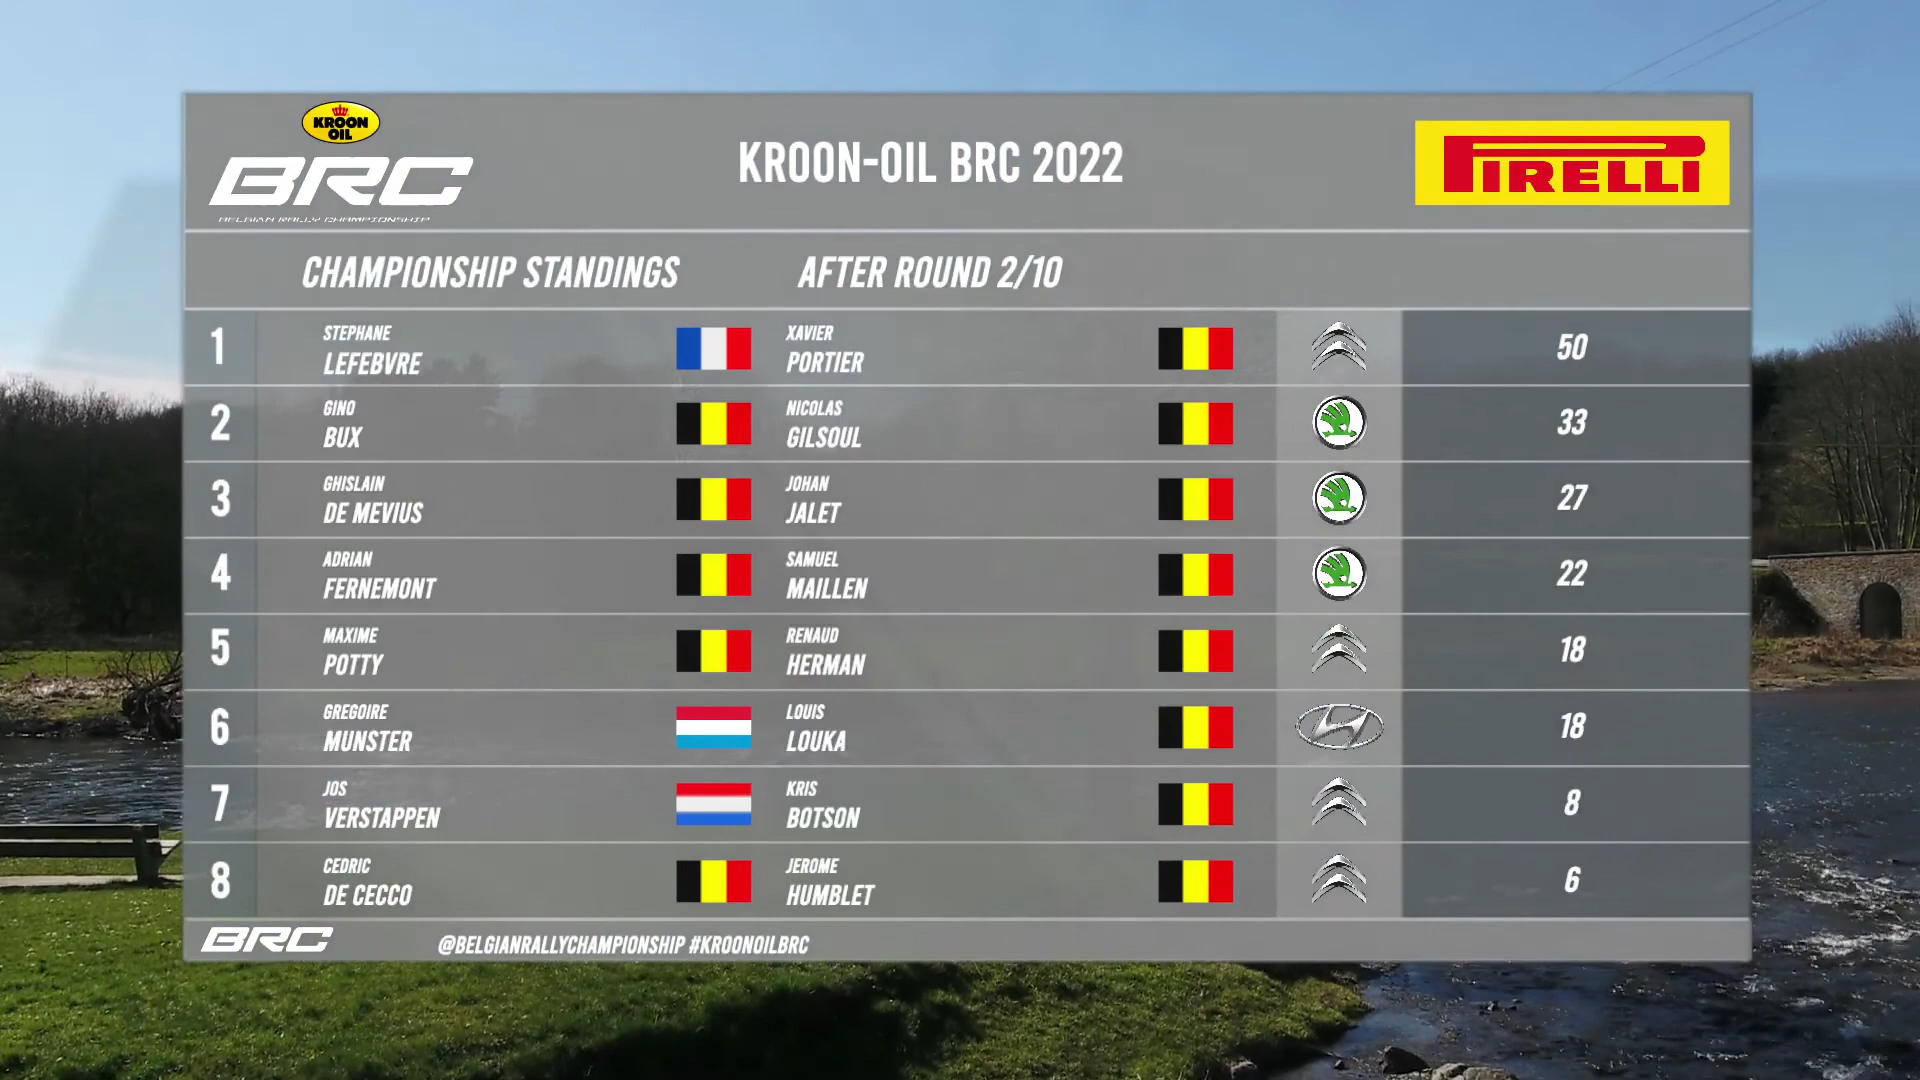 KROON
OIL
BRC
BELGIAN RALLY CHAMPIONSHIP
KROON-OIL BRC 2022
PIRELLI
CHAMPIONSHIP STANDINGS AFTER ROUND 2/10
1 STEPHANE LEFEBVRE XAVIER PORTIER 50
2 GINO BUX NICOLAS GILSOUL 33
3 GHISLAIN DE MEVIUS JOHAN JALET 27
4 ADRIAN FERNEMONT SAMUEL MAILLEN 22
5 MAXIME POTTY RENAUD HERMAN 18
6 GREGOIRE MUNSTER LOUIS LOUKA 18
7 JOS VERSTAPPEN KRIS BOTSON 8
8 CEDRIC DE CECCO JEROME HUMBLET 6
BRC @BELGIANRALLYCHAMPIONSHIP #KROONOILBRC